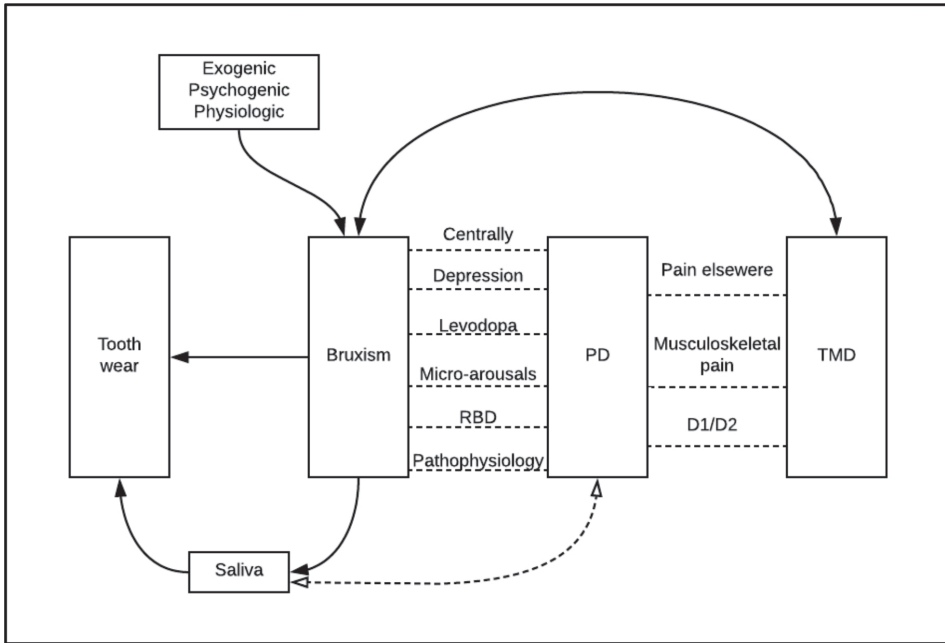 Exogenic
Psychogenic
Physiologic
Tooth
wear
Bruxism
Centrally
Depression
Levodopa
Micro-arousals
RBD
Pathophysiology
PD
Pain elsewere
Musculoskeletal
pain
D1/D2
TMD
Saliva